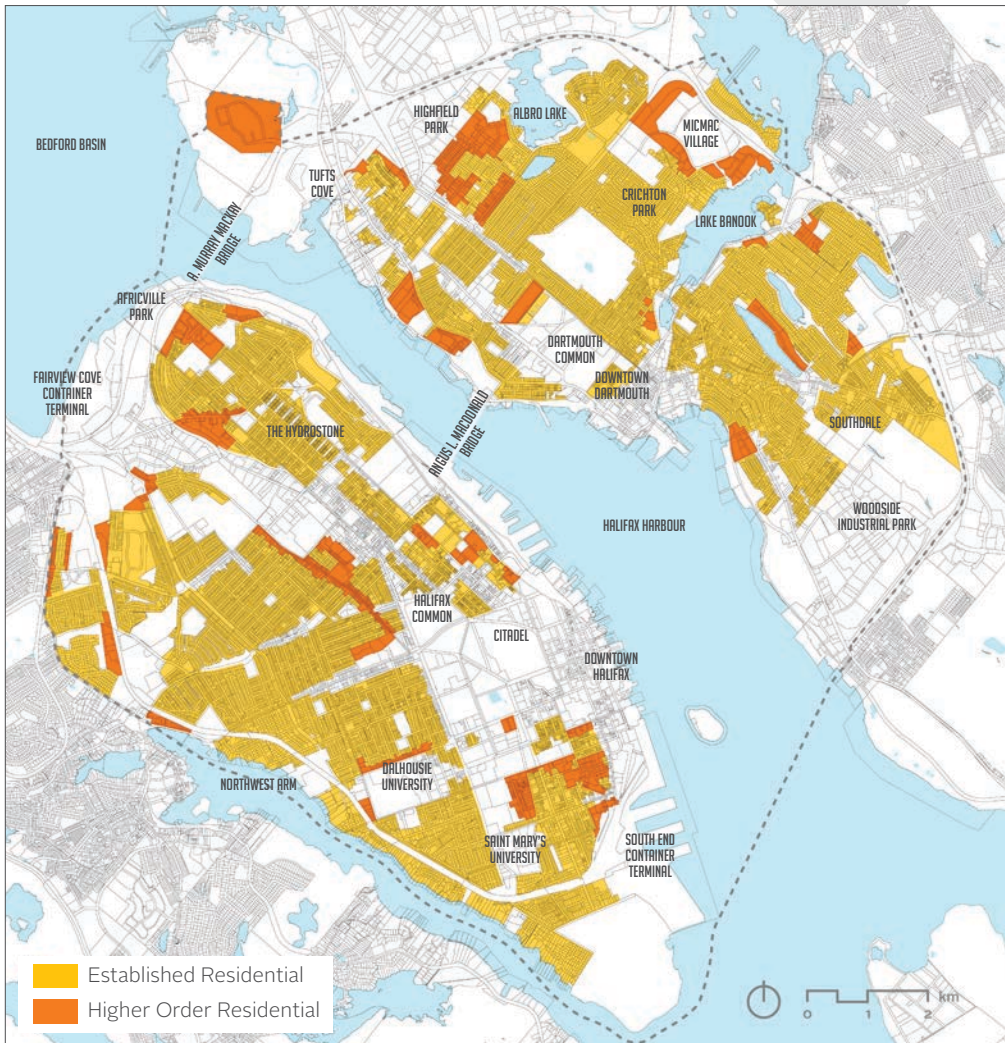 BEDFORD BASIN
HIGHFIELD
PARK
ALBRO LAKE
MICMAC
VILLAGE
TUFTS
COVE
CRICHTON
PARK
LAKE BANOOK
A. MURRAY MACKAY
BRIDGE
AFRICVILLE
PARK
DARTMOUTH
COMMON
FAIRVIEW COVE
CONTAINER
TERMINAL
DOWNTOWN
DARTMOUTH
THE HYDROSTONE
ANGUS L. MACDONALD
BRIDGE
SOUTHDALE
HALIFAX HARBOUR
WOODSIDE
INDUSTRIAL PARK
HALIFAX
COMMON
CITADEL
DOWNTOWN
HALIFAX
NORTHWEST ARM
DALHOUSIE
UNIVERSITY
SAINT MARY'S
UNIVERSITY
SOUTH END
CONTAINER
TERMINAL
Established Residential
Higher Order Residential
km
0 1 2